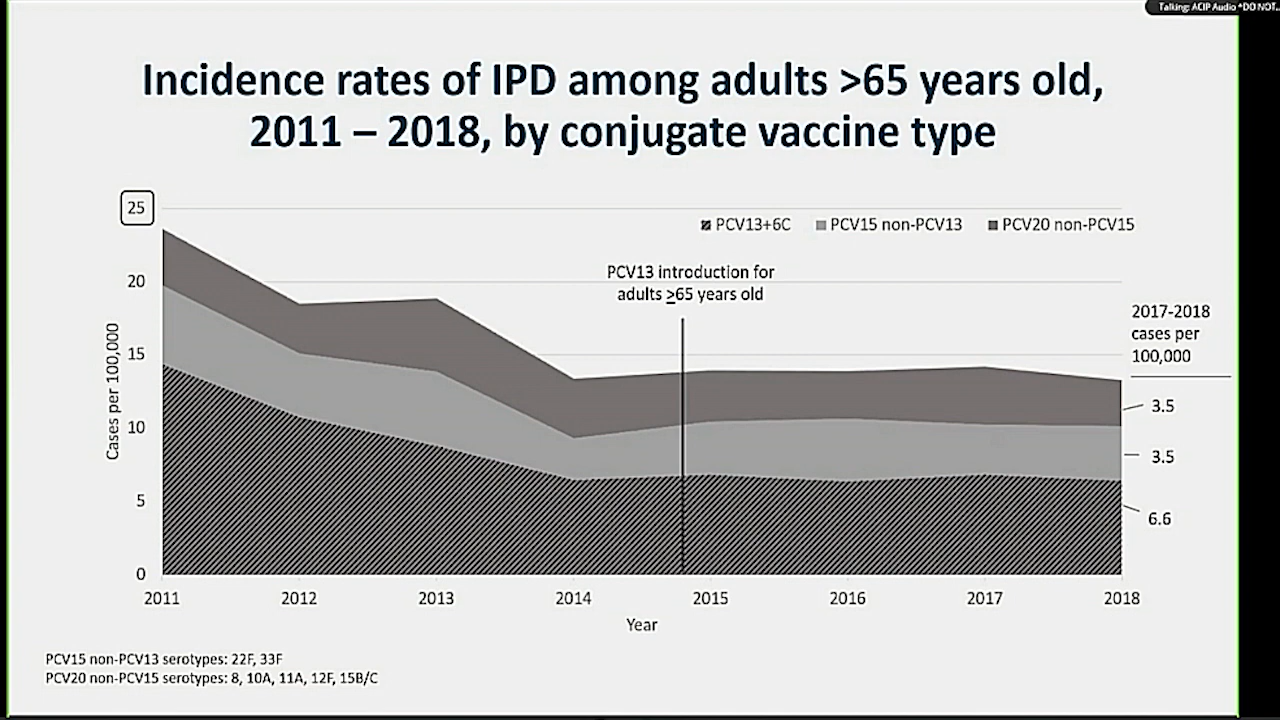 Talking: ACIP Audio *DO NOT...
Incidence rates of IPD among adults >65 years old,
2011 – 2018, by conjugate vaccine type
25
PCV13+6C
PCV15 non-PCV13
PCV20 non-PCV15
PCV13 introduction for
adults ≥65 years old
20
15
10
5
0
Cases per 100,000
2017-2018
cases per
100,000
3.5
3.5
6.6
2011 2012 2013 2014 2015 2016 2017 2018
Year
PCV15 non-PCV13 serotypes: 22F, 33F
PCV20 non-PCV15 serotypes: 8, 10A, 11A, 12F, 15B/C